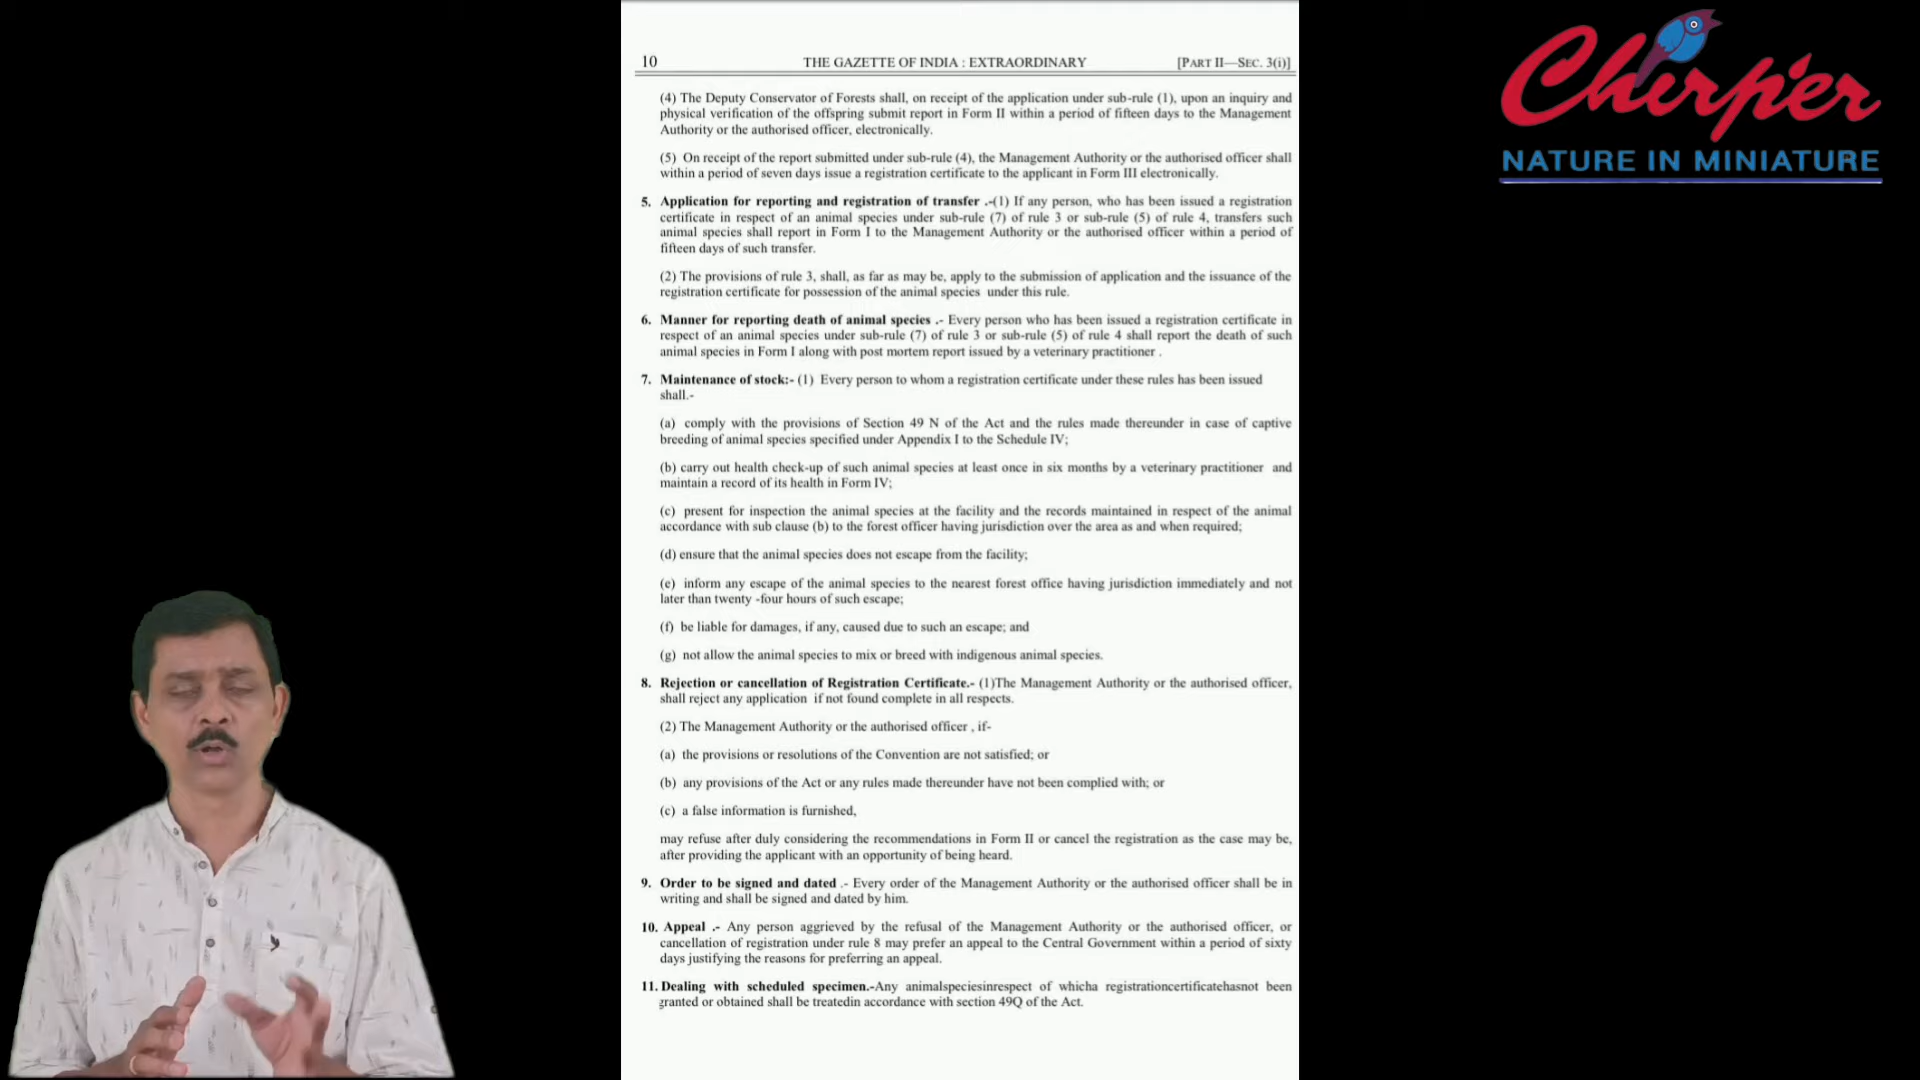 10 THE GAZETTE OF INDIA : EXTRAORDINARY [PART II—SEC. 3(i)]
(4) The Deputy Conservator of Forests shall, on receipt of the application under sub-rule (1), upon an inquiry and
physical verification of the offspring submit report in Form II within a period of fifteen days to the Management
Authority or the authorised officer, electronically.
(5) On receipt of the report submitted under sub-rule (4), the Management Authority or the authorised officer shall
within a period of seven days issue a registration certificate to the applicant in Form III electronically.
5. Application for reporting and registration of transfer .-(1) If any person, who has been issued a registration
certificate in respect of an animal species under sub-rule (7) of rule 3 or sub-rule (5) of rule 4, transfers such
animal species shall report in Form I to the Management Authority or the authorised officer within a period of
fifteen days of such transfer.
(2) The provisions of rule 3, shall, as far as may be, apply to the submission of application and the issuance of the
registration certificate for possession of the animal species under this rule.
6. Manner for reporting death of animal species .- Every person who has been issued a registration certificate in
respect of an animal species under sub-rule (7) of rule 3 or sub-rule (5) of rule 4 shall report the death of such
animal species in Form I along with post mortem report issued by a veterinary practitioner .
7. Maintenance of stock:- (1) Every person to whom a registration certificate under these rules has been issued
shall.-
(a) comply with the provisions of Section 49 N of the Act and the rules made thereunder in case of captive
breeding of animal species specified under Appendix I to the Schedule IV;
(b) carry out health check-up of such animal species at least once in six months by a veterinary practitioner and
maintain a record of its health in Form IV;
(c) present for inspection the animal species at the facility and the records maintained in respect of the animal
accordance with sub clause (b) to the forest officer having jurisdiction over the area as and when required;
(d) ensure that the animal species does not escape from the facility;
(e) inform any escape of the animal species to the nearest forest office having jurisdiction immediately and not
later than twenty -four hours of such escape;
(f) be liable for damages, if any, caused due to such an escape; and
(g) not allow the animal species to mix or breed with indigenous animal species.
8. Rejection or cancellation of Registration Certificate.- (1)The Management Authority or the authorised officer,
shall reject any application if not found complete in all respects.
(2) The Management Authority or the authorised officer , if-
(a) the provisions or resolutions of the Convention are not satisfied; or
(b) any provisions of the Act or any rules made thereunder have not been complied with; or
(c) a false information is furnished,
may refuse after duly considering the recommendations in Form II or cancel the registration as the case may be,
after providing the applicant with an opportunity of being heard.
9. Order to be signed and dated .- Every order of the Management Authority or the authorised officer shall be in
writing and shall be signed and dated by him.
10. Appeal .- Any person aggrieved by the refusal of the Management Authority or the authorised officer, or
cancellation of registration under rule 8 may prefer an appeal to the Central Government within a period of sixty
days justifying the reasons for preferring an appeal.
11. Dealing with scheduled specimen.-Any animalspeciesinrespect of whicha registrationcertificatehasnot been
granted or obtained shall be treatedin accordance with section 49Q of the Act.
Chirper
NATURE IN MINIATURE